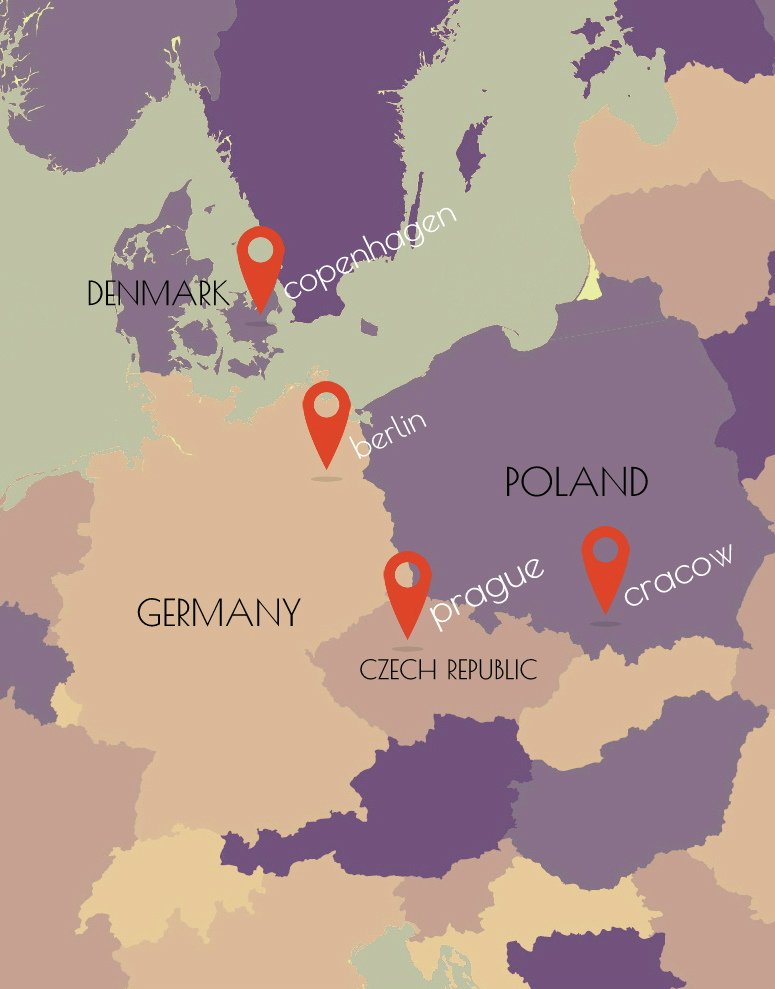 copenhagen
DENMARK
berlin
POLAND
prague
cracow
GERMANY
CZECH REPUBLIC